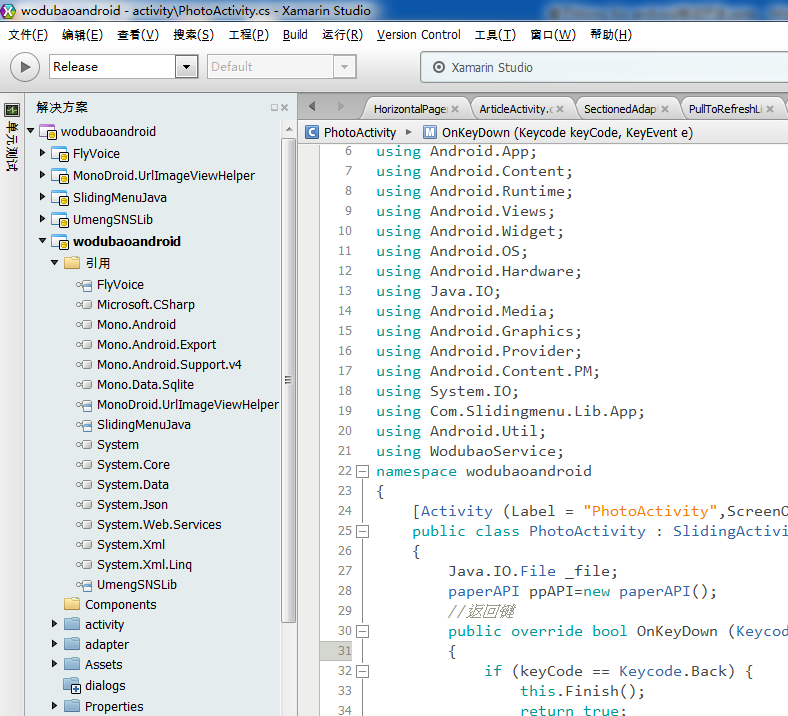 wodubaoandroid - activity\PhotoActivity.cs - Xamarin Studio
文件(F) 编辑(E) 查看(V) 搜索(S) 工程(P) Build 运行(R) Version Control 工具(T) 窗口(W) 帮助(H)
Release Default Xamarin Studio
单元测试
解决方案
wodubaoandroid
FlyVoice
MonoDroid.UrlImageViewHelper
SlidingMenuJava
UmengSNSLib
wodubaoandroid
引用
FlyVoice
Microsoft.CSharp
Mono.Android
Mono.Android.Export
Mono.Android.Support.v4
Mono.Data.Sqlite
MonoDroid.UrlImageViewHelper
SlidingMenuJava
System
System.Core
System.Data
System.Json
System.Web.Services
System.Xml
System.Xml.Linq
UmengSNSLib
Components
activity
adapter
Assets
dialogs
Properties
HorizontalPage ArticleActivity.c SectionedAdap PullToRefreshLi
C PhotoActivity M OnKeyDown (Keycode keyCode, KeyEvent e)
6 using Android.App;
7 using Android.Content;
8 using Android.Runtime;
9 using Android.Views;
10 using Android.Widget;
11 using Android.OS;
12 using Android.Hardware;
13 using Java.IO;
14 using Android.Media;
15 using Android.Graphics;
16 using Android.Provider;
17 using Android.Content.PM;
18 using System.IO;
19 using Com.Slidingmenu.Lib.App;
20 using Android.Util;
21 using WodubaoService;
22 namespace wodubaoandroid
23 {
24 [Activity (Label = "PhotoActivity",ScreenO
25 public class PhotoActivity : SlidingActivi
26 {
27 Java.IO.File _file;
28 paperAPI ppAPI=new paperAPI();
29 //返回键
30 public override bool OnKeyDown (Keycod
31 {
32 if (keyCode == Keycode.Back) {
33 this.Finish();
34 return true;